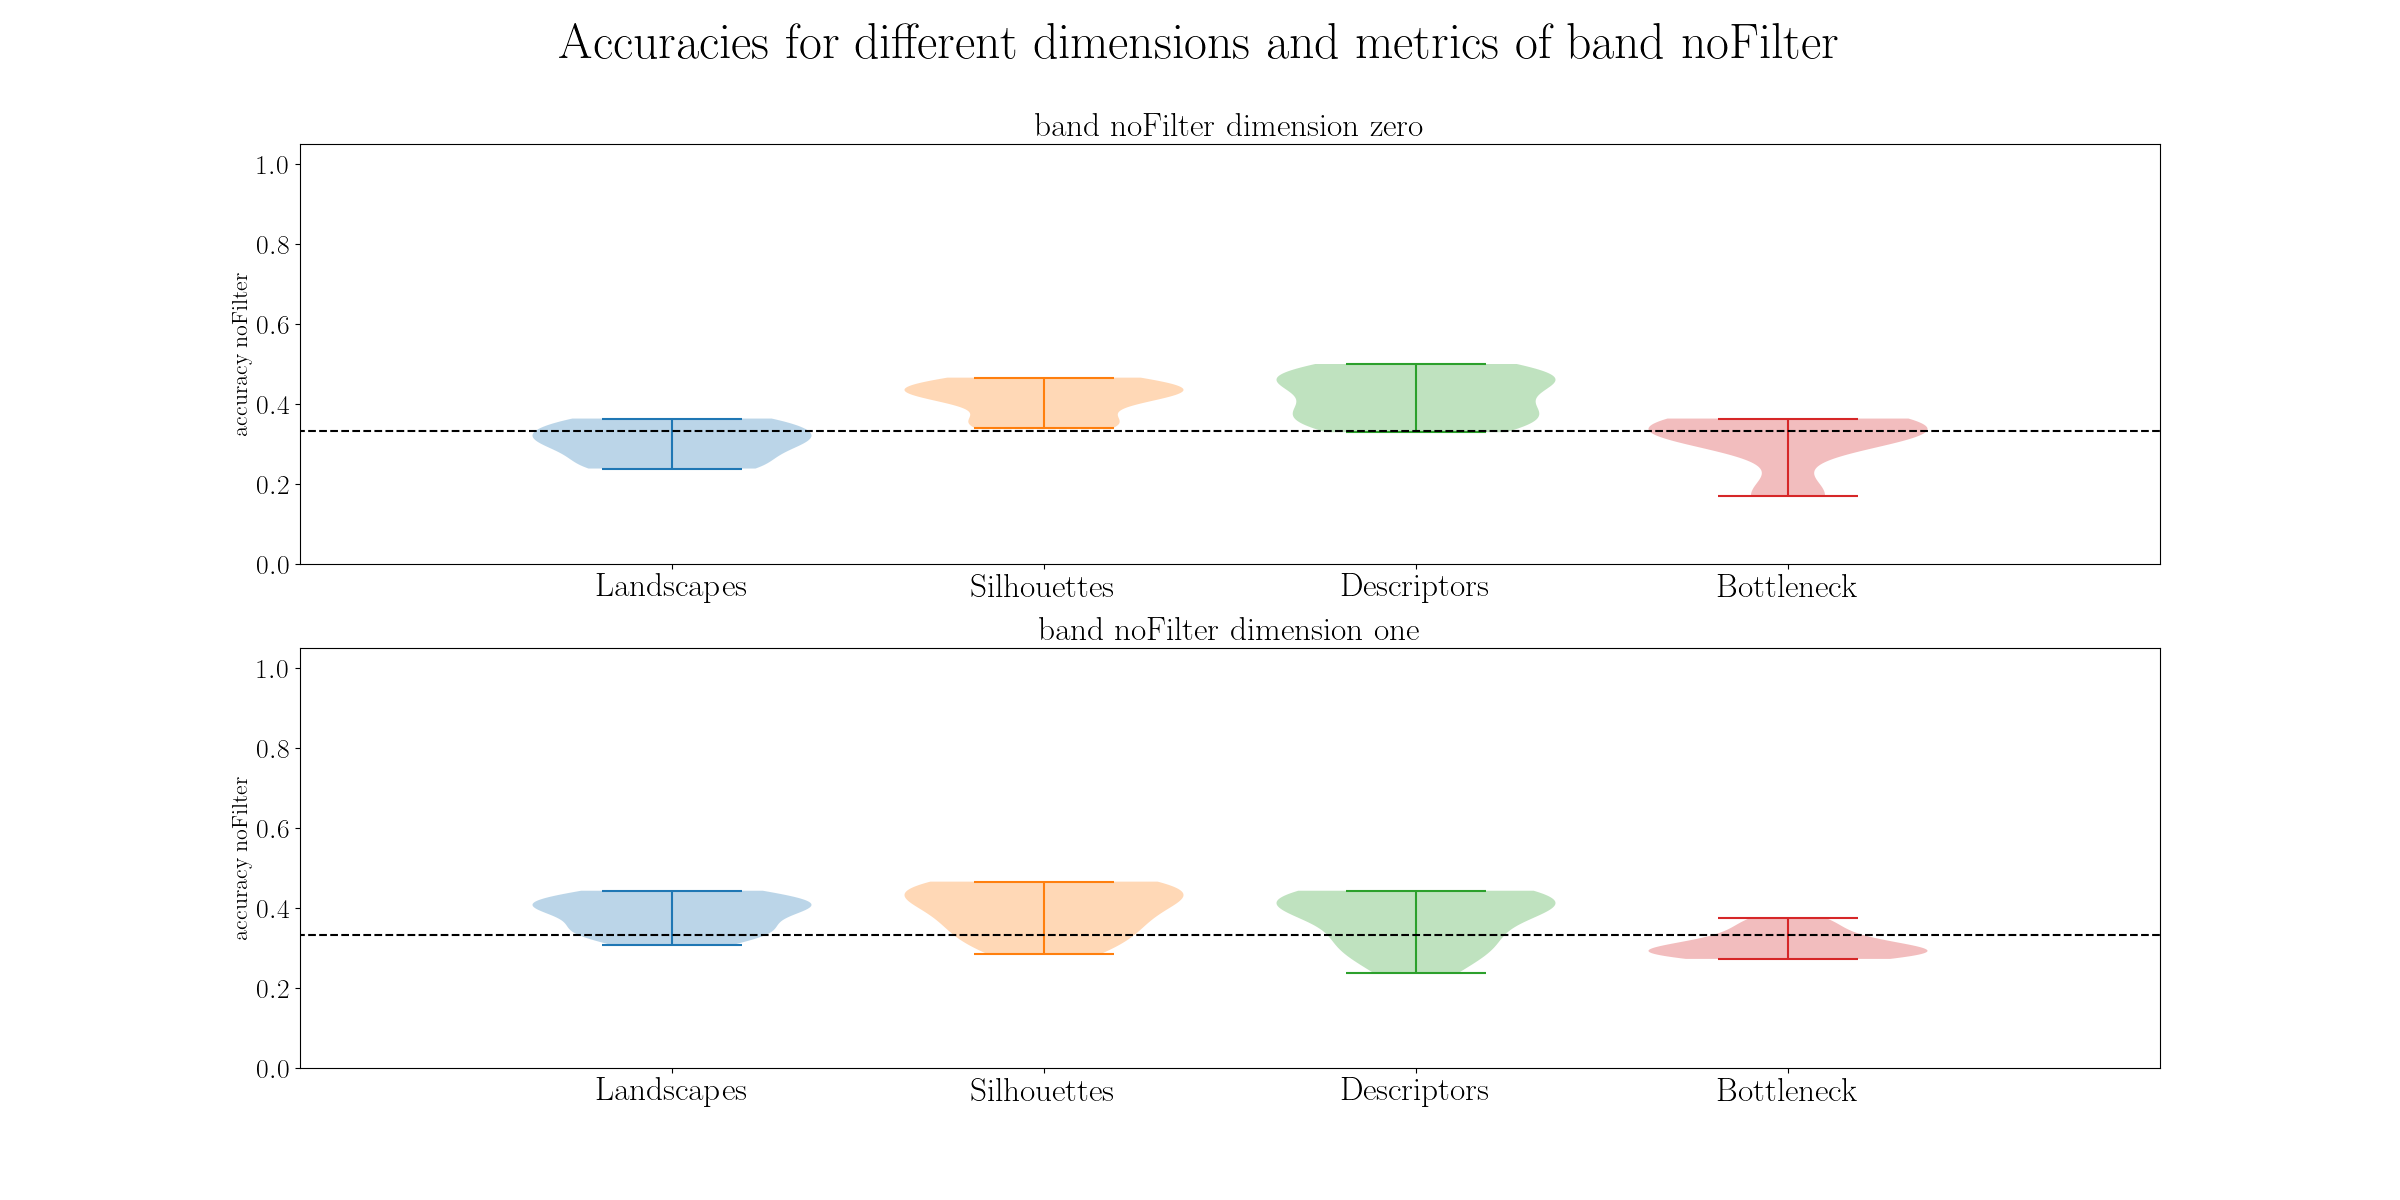 Accuracies for different dimensions and metrics of band noFilter
band noFilter dimension zero
accuracy noFilter
1.0
0.8
0.6
0.4
0.2
0.0
Landscapes Silhouettes Descriptors Bottleneck
band noFilter dimension one
accuracy noFilter
1.0
0.8
0.6
0.4
0.2
0.0
Landscapes Silhouettes Descriptors Bottleneck